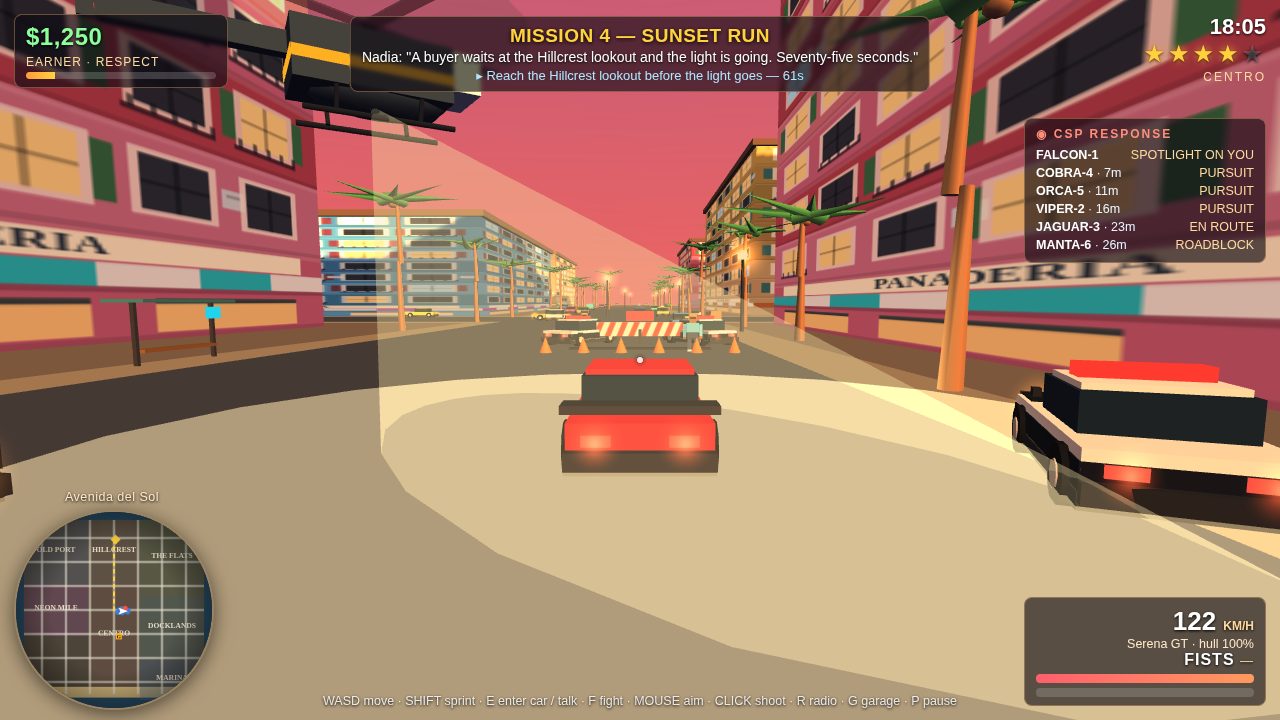 $1,250
EARNER · RESPECT
MISSION 4 — SUNSET RUN
Nadia: "A buyer waits at the Hillcrest lookout and the light is going. Seventy-five seconds."
▸ Reach the Hillcrest lookout before the light goes — 61s
18:05
★★★★★
CENTRO
◉ CSP RESPONSE
FALCON-1 SPOTLIGHT ON YOU
COBRA-4 · 7m PURSUIT
ORCA-5 · 11m PURSUIT
VIPER-2 · 16m PURSUIT
JAGUAR-3 · 23m EN ROUTE
MANTA-6 · 26m ROADBLOCK
PANADERIA
Avenida del Sol
OLD PORT
HILLCREST
THE FLATS
NEON MILE
DOCKLANDS
CENTRO
122 KM/H
Serena GT · hull 100%
FISTS —
WASD move · SHIFT sprint · E enter car / talk · F fight · MOUSE aim · CLICK shoot · R radio · G garage · P pause